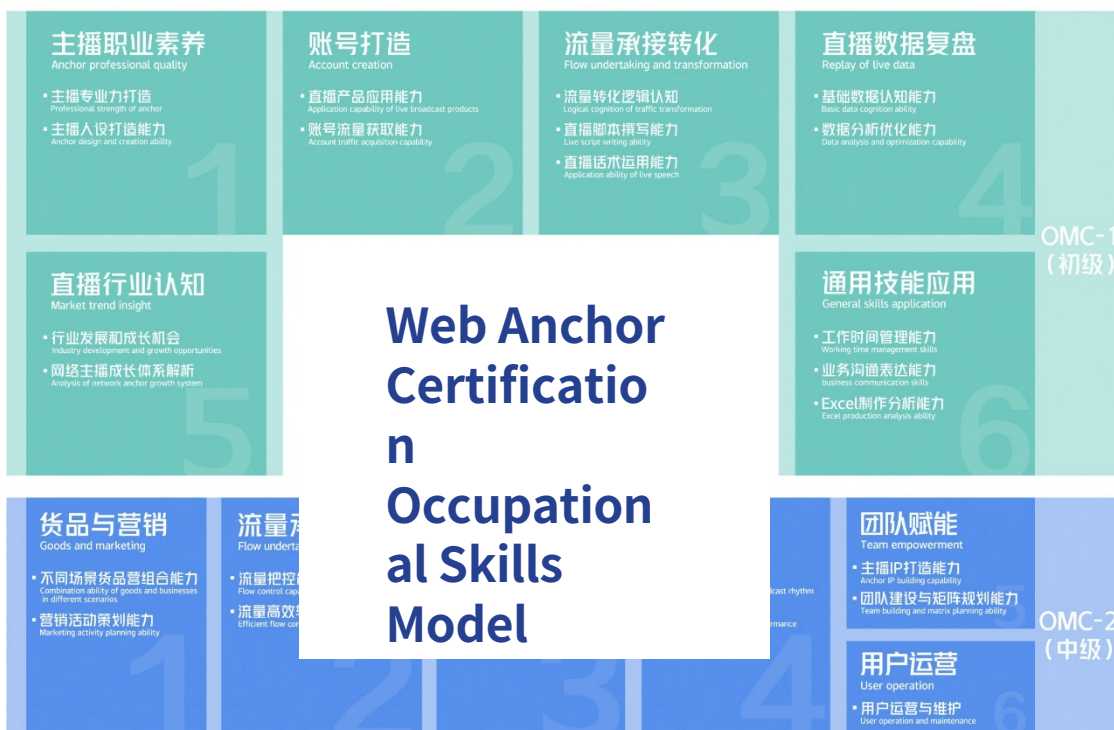 主播职业素养
Anchor professional quality
· 主播专业力打造
Professional strength of anchor
· 主播人设打造能力
Anchor design and creation ability
1
账号打造
Account creation
· 直播产品应用能力
Application capability of live broadcast products
· 账号流量获取能力
Account traffic acquisition capability
2
流量承接转化
Flow undertaking and transformation
· 流量转化逻辑认知
Logical cognition of traffic transformation
· 直播脚本撰写能力
Live script writing ability
· 直播话术运用能力
Application ability of live speech
3
直播数据复盘
Replay of live data
· 基础数据认知能力
Basic data cognition ability
· 数据分析优化能力
Data analysis and optimization capability
4
OMC-1
(初级)
直播行业认知
Market trend insight
· 行业发展和成长机会
Industry development and growth opportunities
· 网络主播成长体系解析
Analysis of network anchor growth system
5
Web Anchor
Certificatio
n
Occupation
al Skills
Model
通用技能应用
General skills application
· 工作时间管理能力
Working time management skills
· 业务沟通表达能力
business communication skills
· Excel制作分析能力
Excel production analysis ability
6
货品与营销
Goods and marketing
· 不同场景货品营组合能力
Combination ability of goods and businesses
in different scenarios
· 营销活动策划能力
Marketing activity planning ability
1
流量
Flow underta
· 流量把控
Flow control cap
· 流量高效
Efficient flow con
2
3
cast rhythm
rmance
4
团队赋能
Team empowerment
· 主播IP打造能力
Anchor IP building capability
· 团队建设与矩阵规划能力
Team building and matrix planning ability
5
OMC-2
(中级)
用户运营
User operation
· 用户运营与维护
User operation and maintenance
6